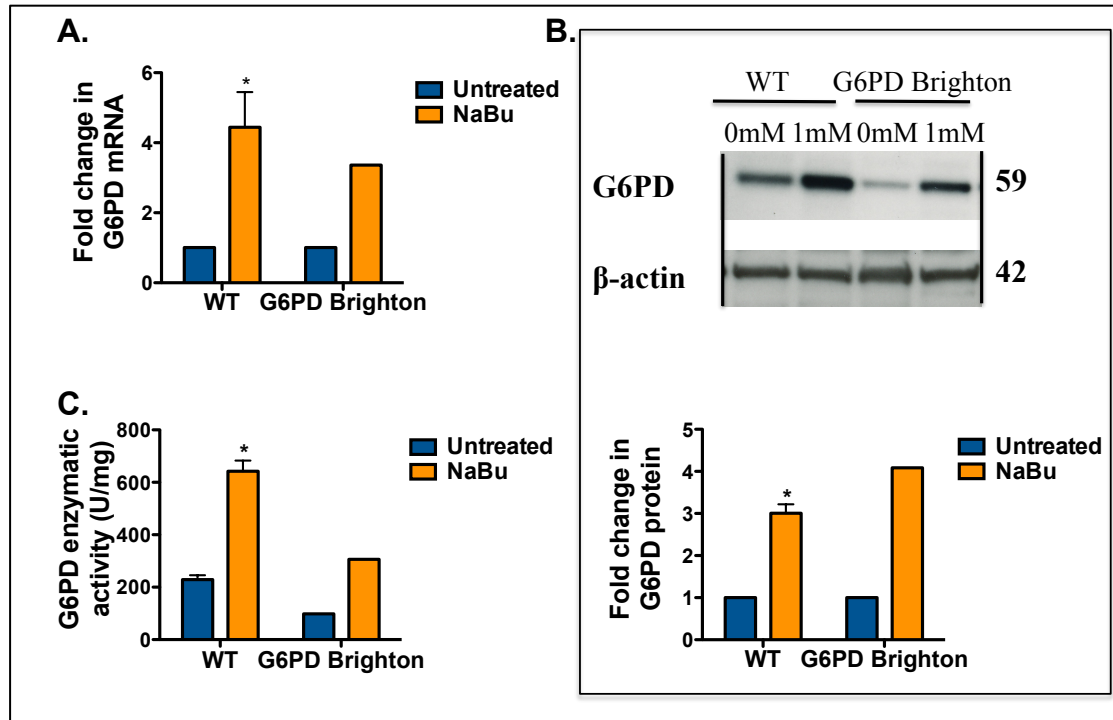 A.
Fold change in
G6PD mRNA
6
4
2
0
*
WT
G6PD Brighton
Untreated
NaBu
B.
WT
G6PD Brighton
0mM 1mM 0mM 1mM
G6PD
59
β-actin
42
Fold change in
G6PD protein
5
4
3
2
1
0
*
WT
G6PD Brighton
Untreated
NaBu
C.
G6PD enzymatic
activity (U/mg)
800
600
400
200
0
*
WT
G6PD Brighton
Untreated
NaBu